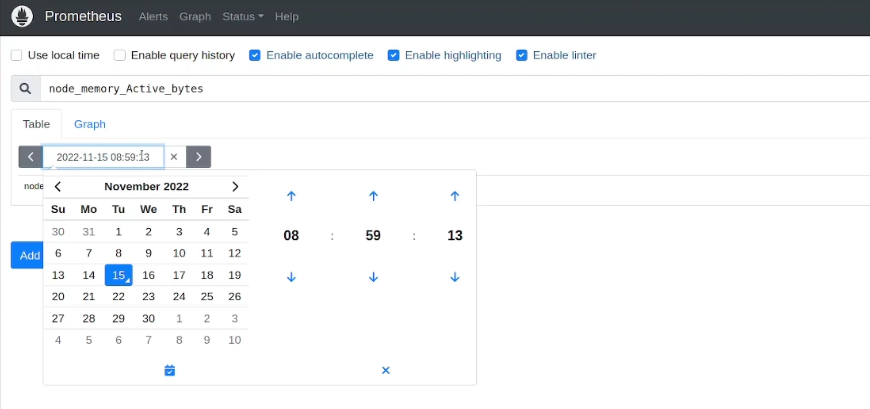 Prometheus Alerts Graph Status Help
Use local time Enable query history Enable autocomplete Enable highlighting Enable linter
node_memory_Active_bytes
Table Graph
2022-11-15 08:59:13
node
November 2022
Su Mo Tu We Th Fr Sa
30 31 1 2 3 4 5
6 7 8 9 10 11 12
13 14 15 16 17 18 19
20 21 22 23 24 25 26
27 28 29 30 1 2 3
4 5 6 7 8 9 10
08 : 59 : 13
Add